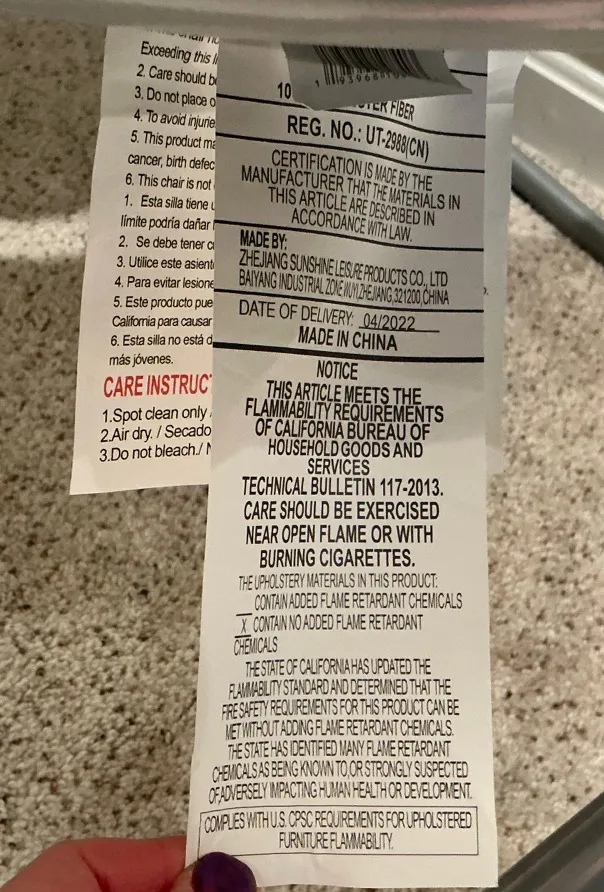 Exceeding this
2. Care should b
3. Do not place o
4. To avoid injurie
5. This product ma
cancer, birth defec
6. This chair is not
1. Esta silla tiene
límite podría dañar
2. Se debe tener c
3. Utilice este asient
4. Para evitar lesione
5. Este producto pue
California para causar
6. Esta silla no está d
más jóvenes.
CARE INSTRUC
1.Spot clean only
2.Air dry. / Secado
3.Do not bleach./
10
FIBER
REG. NO.: UT-2988(CN)
CERTIFICATION IS MADE BY THE
MANUFACTURER THAT THE MATERIALS IN
THIS ARTICLE ARE DESCRIBED IN
ACCORDANCE WITH LAW.
MADE BY:
ZHEJIANG SUNSHINE LEISURE PRODUCTS CO., LTD
BAIYANG INDUSTRIAL ZONE WUYI, ZHEJIANG, 321200, CHINA
DATE OF DELIVERY: 04/2022
MADE IN CHINA
NOTICE
THIS ARTICLE MEETS THE
FLAMMABILITY REQUIREMENTS
OF CALIFORNIA BUREAU OF
HOUSEHOLD GOODS AND
SERVICES
TECHNICAL BULLETIN 117-2013.
CARE SHOULD BE EXERCISED
NEAR OPEN FLAME OR WITH
BURNING CIGARETTES.
THE UPHOLSTERY MATERIALS IN THIS PRODUCT:
CONTAIN ADDED FLAME RETARDANT CHEMICALS
X CONTAIN NO ADDED FLAME RETARDANT
CHEMICALS
THE STATE OF CALIFORNIA HAS UPDATED THE
FLAMMABILITY STANDARD AND DETERMINED THAT THE
FIRE SAFETY REQUIREMENTS FOR THIS PRODUCT CAN BE
MET WITHOUT ADDING FLAME RETARDANT CHEMICALS.
THE STATE HAS IDENTIFIED MANY FLAME RETARDANT
CHEMICALS AS BEING KNOWN TO, OR STRONGLY SUSPECTED
OF, ADVERSELY IMPACTING HUMAN HEALTH OR DEVELOPMENT.
COMPLIES WITH U.S. CPSC REQUIREMENTS FOR UPHOLSTERED
FURNITURE FLAMMABILITY.